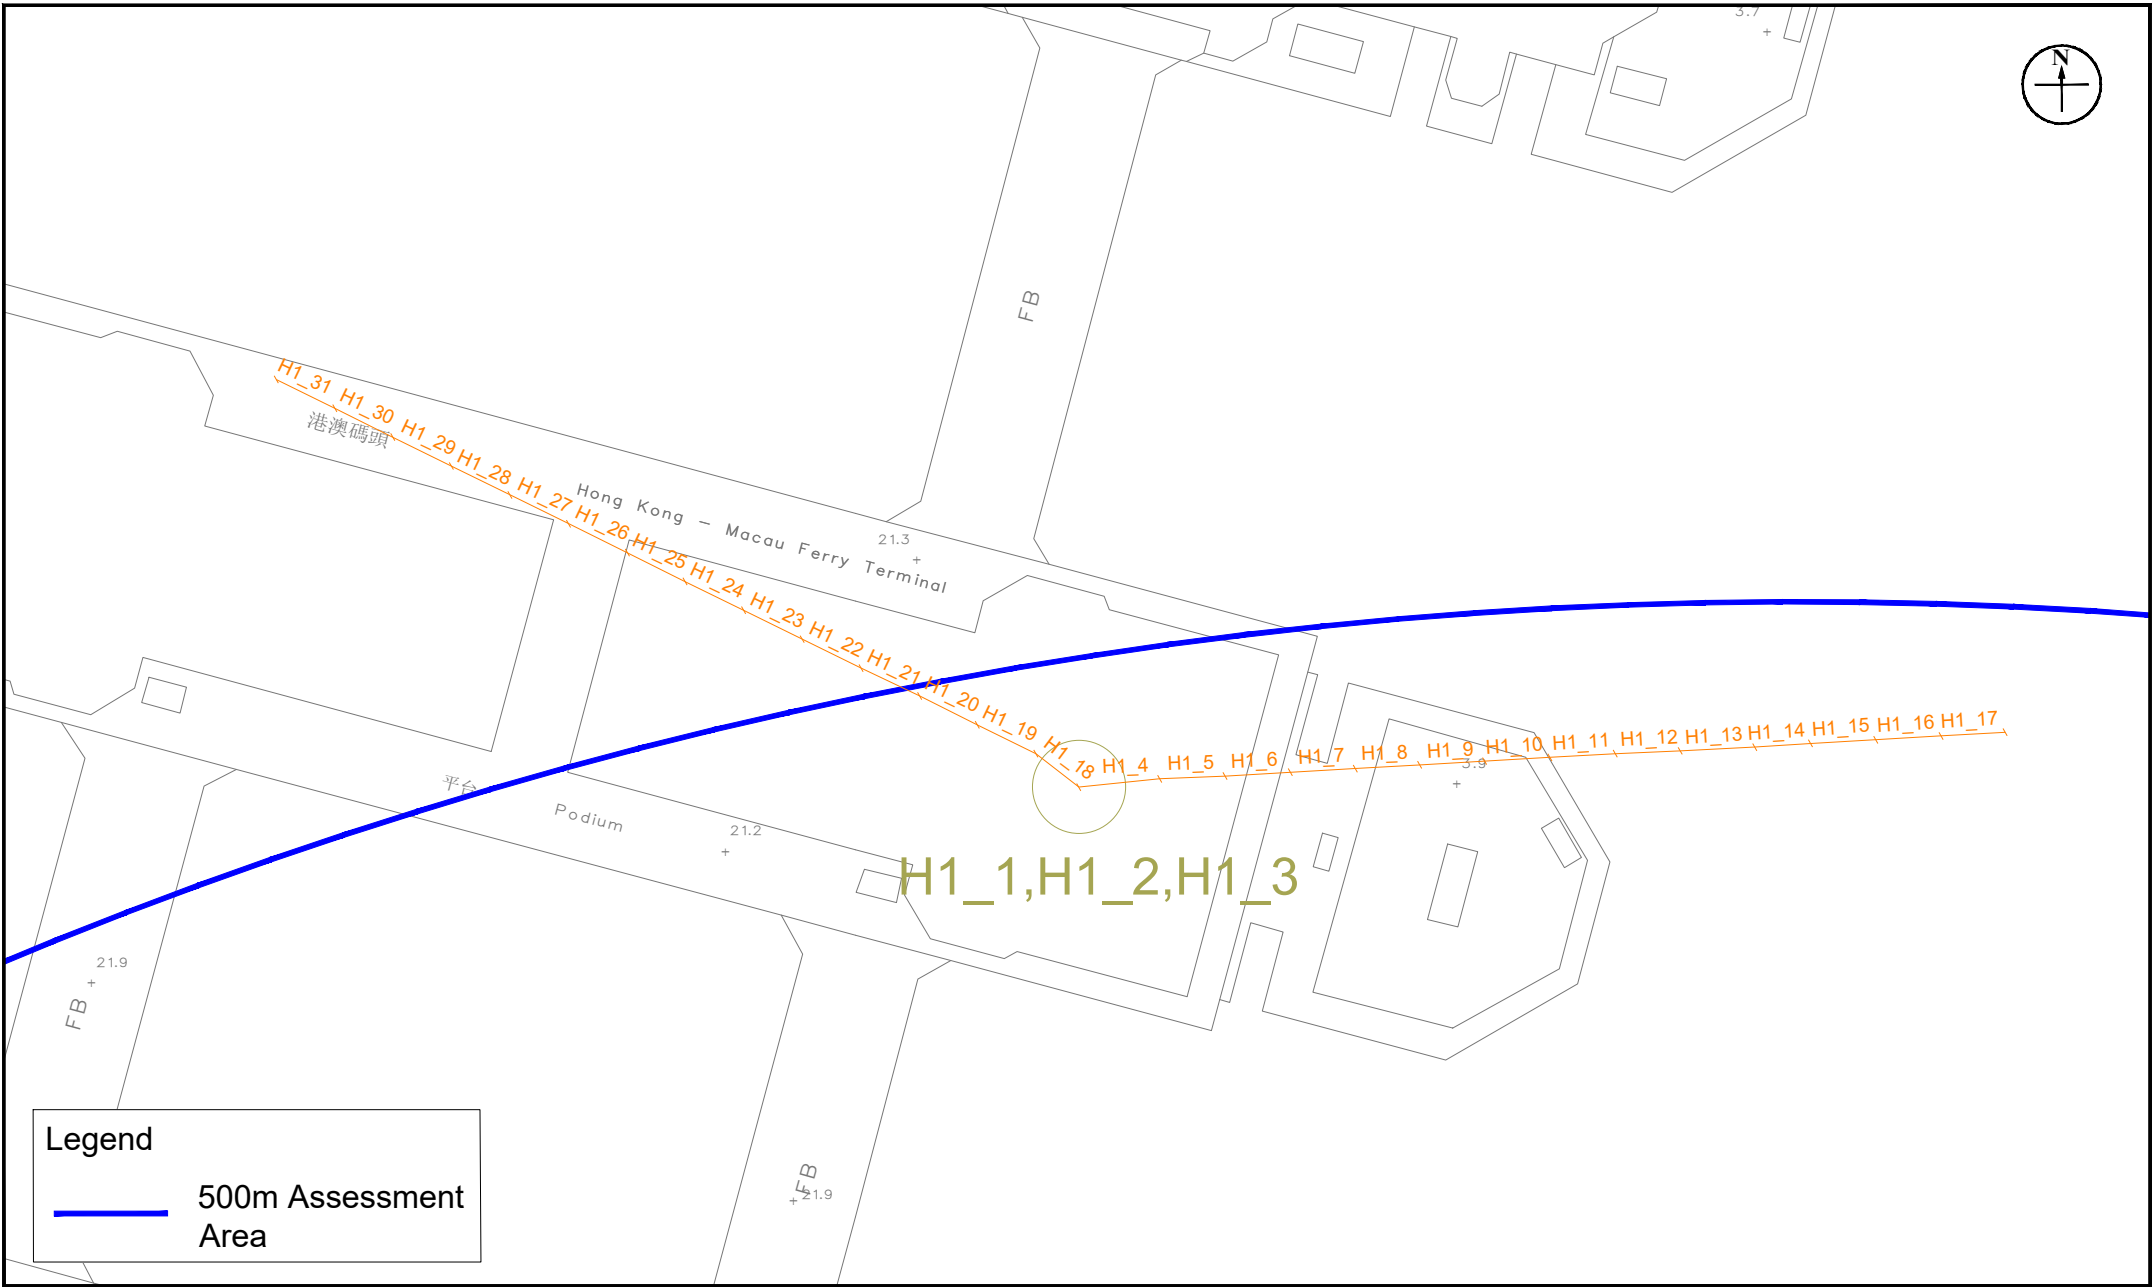 3.7
N
FB
H1_31
H1_30
港澳碼頭
H1_29
H1_28
H1_27
Hong Kong – Macau Ferry Terminal
H1_26
21.3
H1_25
H1_24
H1_23
H1_22
H1_21
H1_20
H1_19
H1_18
H1_4
H1_5
H1_6
H1_7
H1_8
H1_9
H1_10
H1_11
H1_12
H1_13
H1_14
H1_15
H1_16
H1_17
3.9
平台
Podium
21.2
H1_1,H1_2,H1_3
21.9
FB
FB
21.9
Legend
500m Assessment
Area